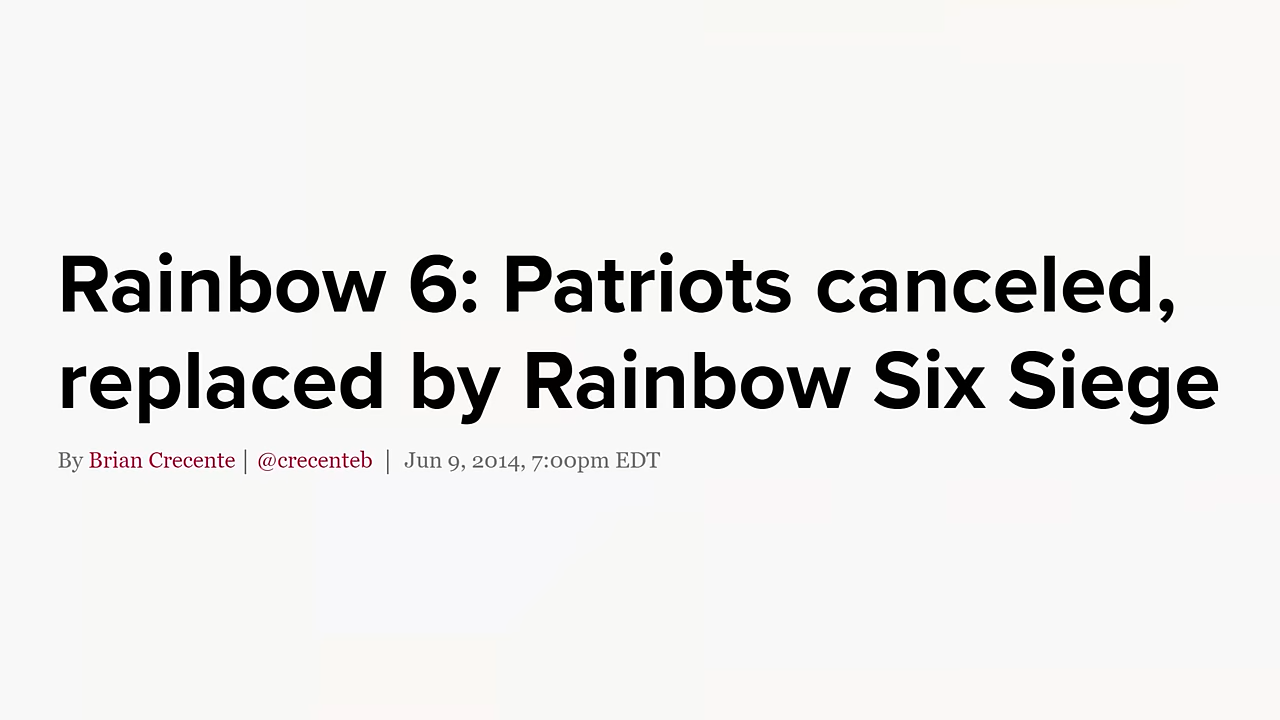 Rainbow 6: Patriots canceled,
replaced by Rainbow Six Siege
By Brian Crecente | @crecenteb | Jun 9, 2014, 7:00pm EDT